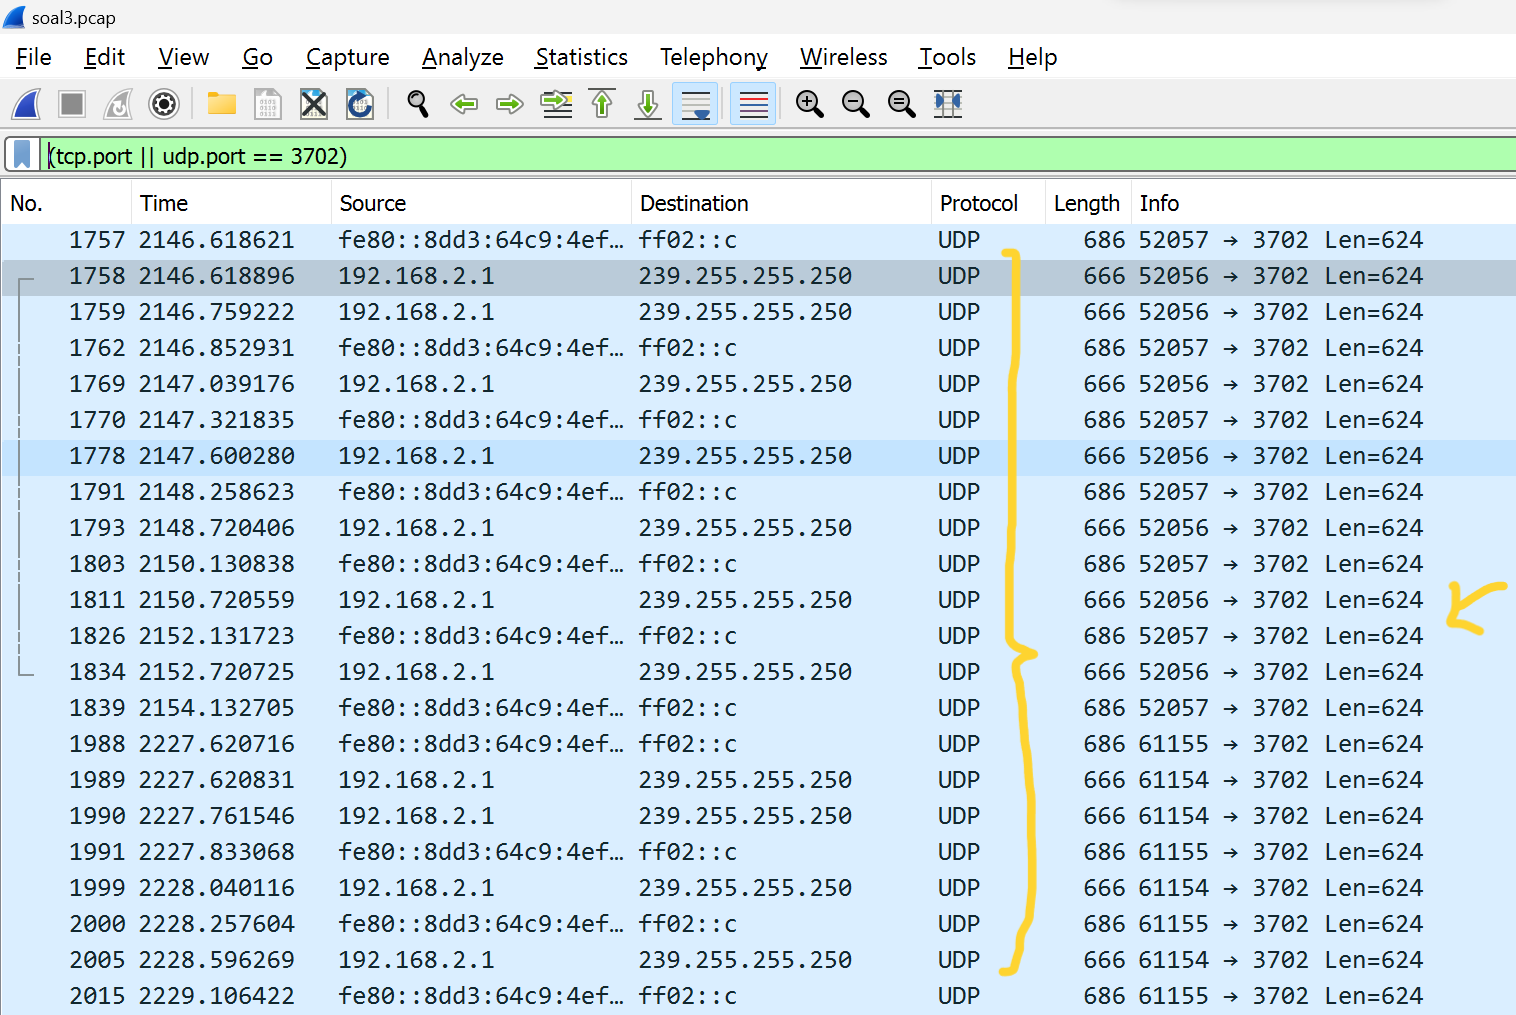 soal3.pcap
File Edit View Go Capture Analyze Statistics Telephony Wireless Tools Help
(tcp.port || udp.port == 3702)
No. Time Source Destination Protocol Length Info
1757 2146.618621 fe80::8dd3:64c9:4ef… ff02::c UDP 686 52057 → 3702 Len=624
1758 2146.618896 192.168.2.1 239.255.255.250 UDP 666 52056 → 3702 Len=624
1759 2146.759222 192.168.2.1 239.255.255.250 UDP 666 52056 → 3702 Len=624
1762 2146.852931 fe80::8dd3:64c9:4ef… ff02::c UDP 686 52057 → 3702 Len=624
1769 2147.039176 192.168.2.1 239.255.255.250 UDP 666 52056 → 3702 Len=624
1770 2147.321835 fe80::8dd3:64c9:4ef… ff02::c UDP 686 52057 → 3702 Len=624
1778 2147.600280 192.168.2.1 239.255.255.250 UDP 666 52056 → 3702 Len=624
1791 2148.258623 fe80::8dd3:64c9:4ef… ff02::c UDP 686 52057 → 3702 Len=624
1793 2148.720406 192.168.2.1 239.255.255.250 UDP 666 52056 → 3702 Len=624
1803 2150.130838 fe80::8dd3:64c9:4ef… ff02::c UDP 686 52057 → 3702 Len=624
1811 2150.720559 192.168.2.1 239.255.255.250 UDP 666 52056 → 3702 Len=624
1826 2152.131723 fe80::8dd3:64c9:4ef… ff02::c UDP 686 52057 → 3702 Len=624
1834 2152.720725 192.168.2.1 239.255.255.250 UDP 666 52056 → 3702 Len=624
1839 2154.132705 fe80::8dd3:64c9:4ef… ff02::c UDP 686 52057 → 3702 Len=624
1988 2227.620716 fe80::8dd3:64c9:4ef… ff02::c UDP 686 61155 → 3702 Len=624
1989 2227.620831 192.168.2.1 239.255.255.250 UDP 666 61154 → 3702 Len=624
1990 2227.761546 192.168.2.1 239.255.255.250 UDP 666 61154 → 3702 Len=624
1991 2227.833068 fe80::8dd3:64c9:4ef… ff02::c UDP 686 61155 → 3702 Len=624
1999 2228.040116 192.168.2.1 239.255.255.250 UDP 666 61154 → 3702 Len=624
2000 2228.257604 fe80::8dd3:64c9:4ef… ff02::c UDP 686 61155 → 3702 Len=624
2005 2228.596269 192.168.2.1 239.255.255.250 UDP 666 61154 → 3702 Len=624
2015 2229.106422 fe80::8dd3:64c9:4ef… ff02::c UDP 686 61155 → 3702 Len=624